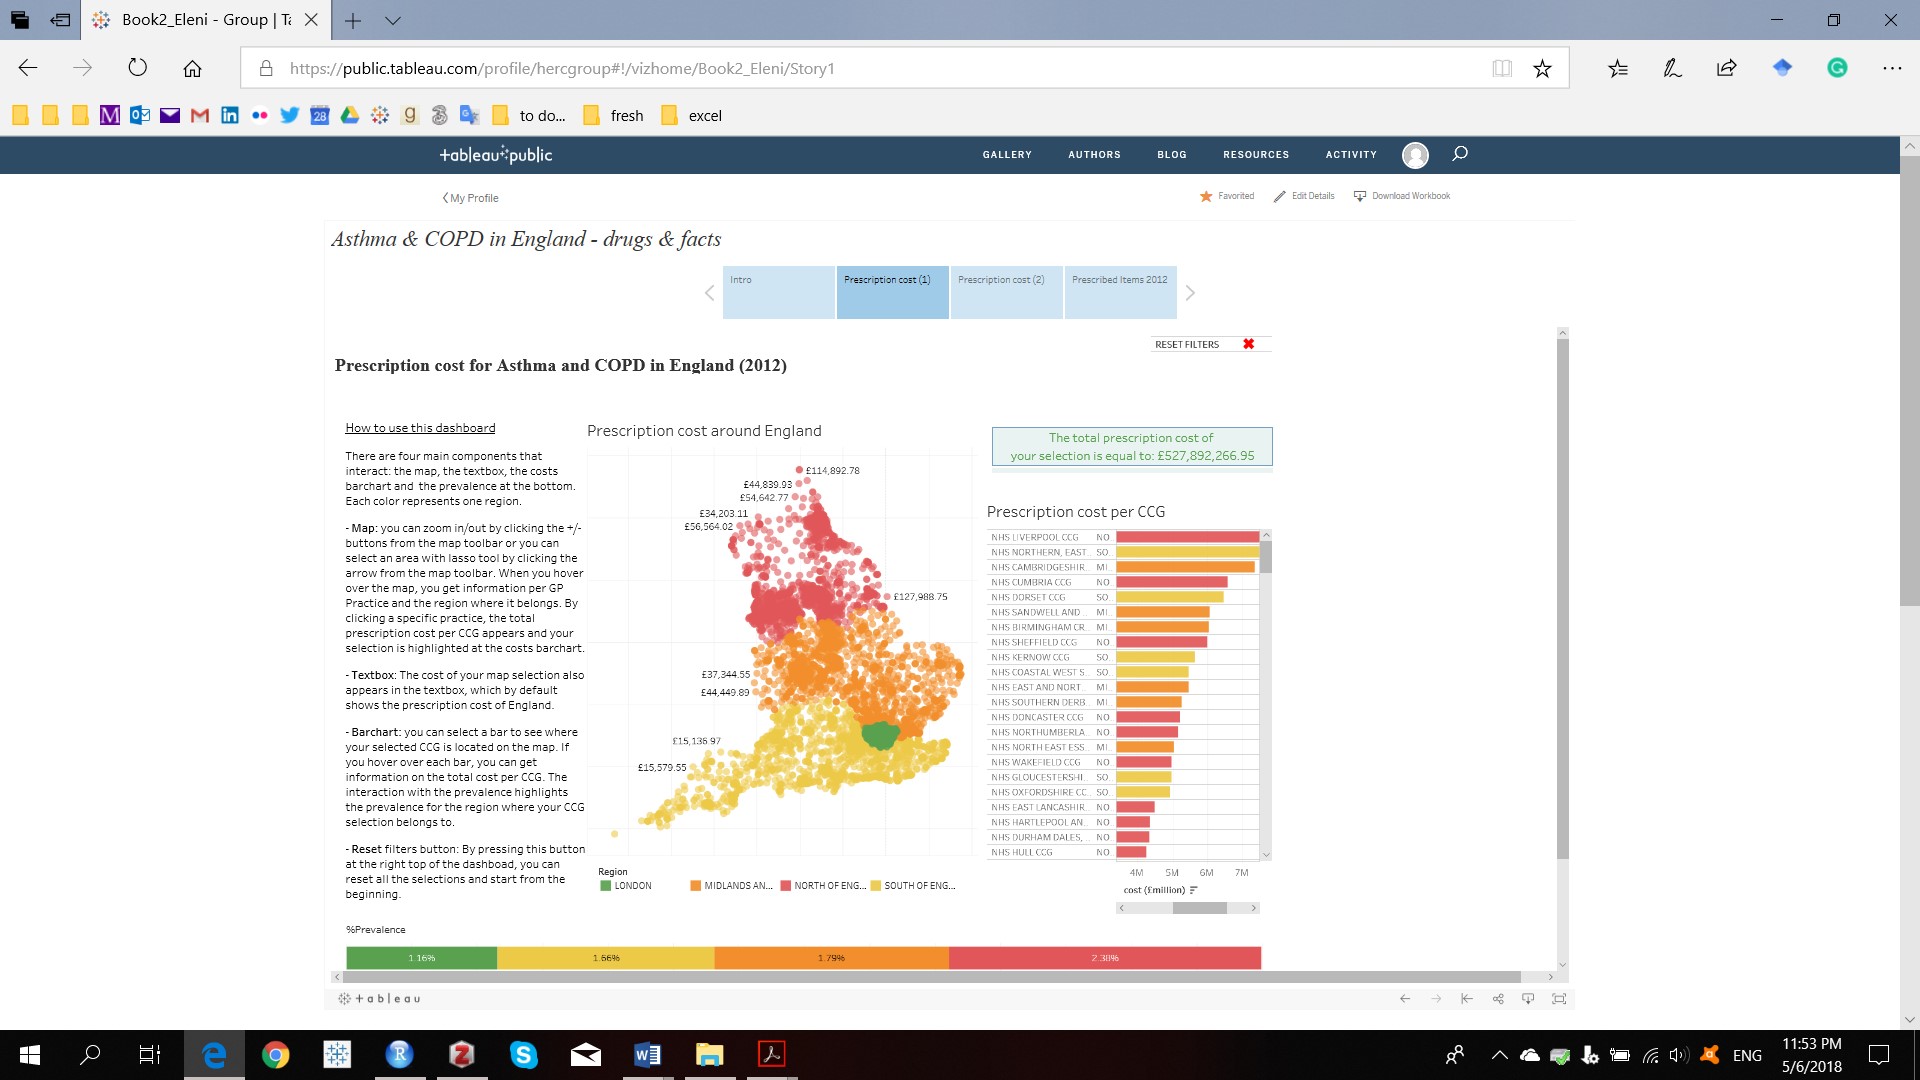 Book2_Eleni - Group | Ta
https://public.tableau.com/profile/hercgroup#!/vizhome/Book2_Eleni/Story1
to do... fresh excel
+ableau public
GALLERY AUTHORS BLOG RESOURCES ACTIVITY
My Profile
Favorited Edit Details Download Workbook
Asthma & COPD in England - drugs & facts
Intro
Prescription cost (1)
Prescription cost (2)
Prescribed Items 2012
RESET FILTERS
Prescription cost for Asthma and COPD in England (2012)
How to use this dashboard
There are four main components that
interact: the map, the textbox, the costs
barchart and the prevalence at the bottom.
Each color represents one region.
- Map: you can zoom in/out by clicking the +/-
buttons from the map toolbar or you can
select an area with lasso tool by clicking the
arrow from the map toolbar. When you hover
over the map, you get information per GP
Practice and the region where it belongs. By
clicking a specific practice, the total
prescription cost per CCG appears and your
selection is highlighted at the costs barchart.
- Textbox: The cost of your map selection also
appears in the textbox, which by default
shows the prescription cost of England.
- Barchart: you can select a bar to see where
your selected CCG is located on the map. If
you hover over each bar, you can get
information on the total cost per CCG. The
interaction with the prevalence highlights
the prevalence for the region where your CCG
selection belongs to.
- Reset filters button: By pressing this button
at the right top of the dashboad, you can
reset all the selections and start from the
beginning.
Prescription cost around England
£114,892.78
£44,839.93
£54,642.77
£34,203.11
£56,564.02
£127,988.75
£37,344.55
£44,449.89
£15,136.97
£15,579.55
Region
LONDON MIDLANDS AN... NORTH OF ENG... SOUTH OF ENG...
The total prescription cost of
your selection is equal to: £527,892,266.95
Prescription cost per CCG
NHS LIVERPOOL CCG NO..
NHS NORTHERN, EAST.. SO..
NHS CAMBRIDGESHIR.. MI..
NHS CUMBRIA CCG NO..
NHS DORSET CCG SO..
NHS SANDWELL AND .. MI..
NHS BIRMINGHAM CR.. MI..
NHS SHEFFIELD CCG NO..
NHS KERNOW CCG SO..
NHS COASTAL WEST S.. SO..
NHS EAST AND NORT.. MI..
NHS SOUTHERN DERB.. MI..
NHS DONCASTER CCG NO..
NHS NORTHUMBERLA.. NO..
NHS NORTH EAST ESS.. MI..
NHS WAKEFIELD CCG NO..
NHS GLOUCESTERSHI.. SO..
NHS OXFORDSHIRE CC.. SO..
NHS EAST LANCASHIR.. NO..
NHS HARTLEPOOL AN.. NO..
NHS DURHAM DALES, .. NO..
NHS HULL CCG NO..
4M 5M 6M 7M
cost (£million)
%Prevalence
1.16% 1.66% 1.79% 2.38%
+ a b | e a u
ENG
11:53 PM
5/6/2018